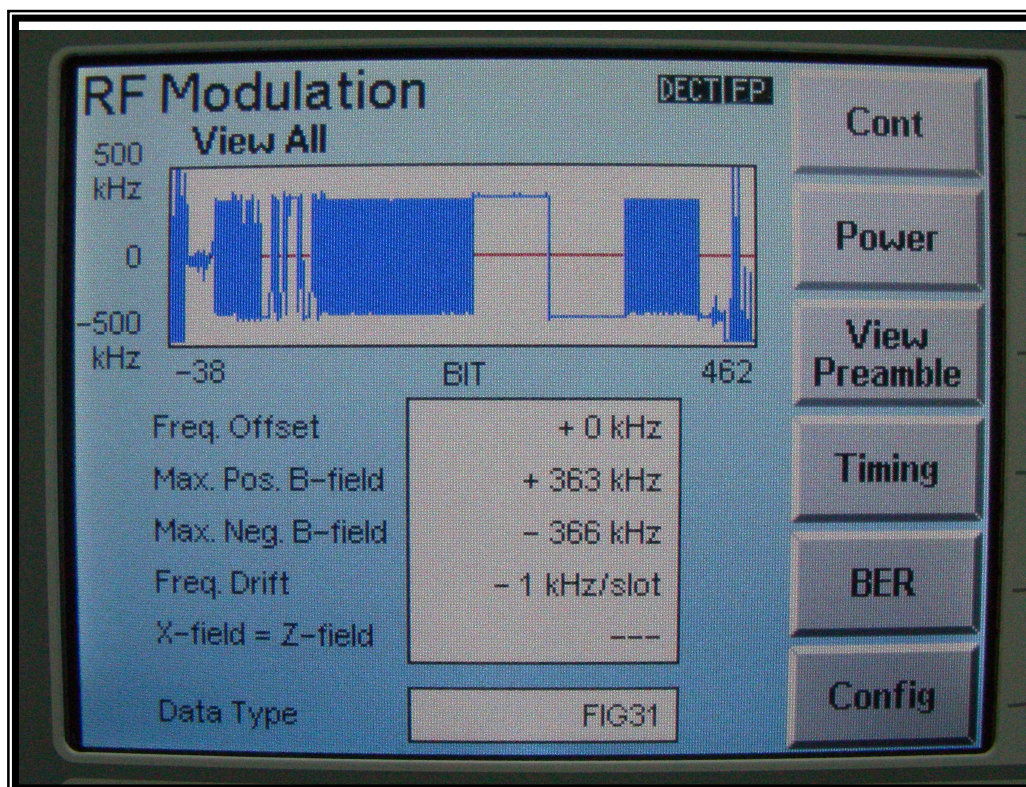 RF Modulation
DECT FP
View All
500
kHz
0
-500
kHz
-38
BIT
462
Freq. Offset
+ 0 kHz
Max. Pos. B-field
+ 363 kHz
Max. Neg. B-field
- 366 kHz
Freq. Drift
- 1 kHz/slot
X-field = Z-field
---
Data Type
FIG31
Cont
Power
View
Preamble
Timing
BER
Config